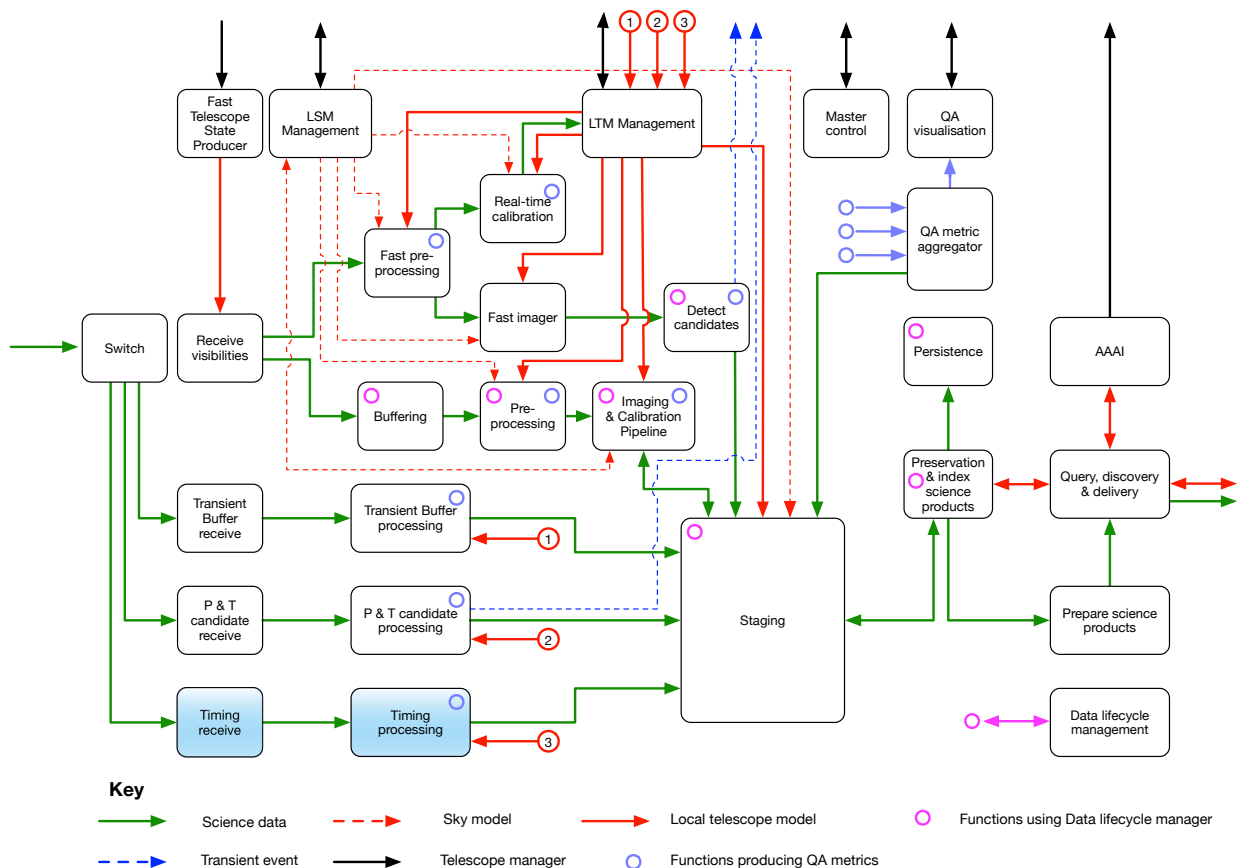 1
2
3
Fast
Telescope
State
Producer
LSM
Management
LTM Management
Master
control
QA
visualisation
Real-time
calibration
QA metric
aggregator
Fast pre-
processing
Fast imager
Detect
candidates
Switch
Receive
visibilities
Persistence
AAAI
Buffering
Pre-
processing
Imaging
& Calibration
Pipeline
Preservation
& index
science
products
Query, discovery
& delivery
Transient
Buffer
receive
Transient Buffer
processing
1
P & T
candidate
receive
P & T candidate
processing
2
Staging
Prepare science
products
Timing
receive
Timing
processing
3
Data lifecycle
management
Key
Science data
Sky model
Local telescope model
Functions using Data lifecycle manager
Transient event
Telescope manager
Functions producing QA metrics